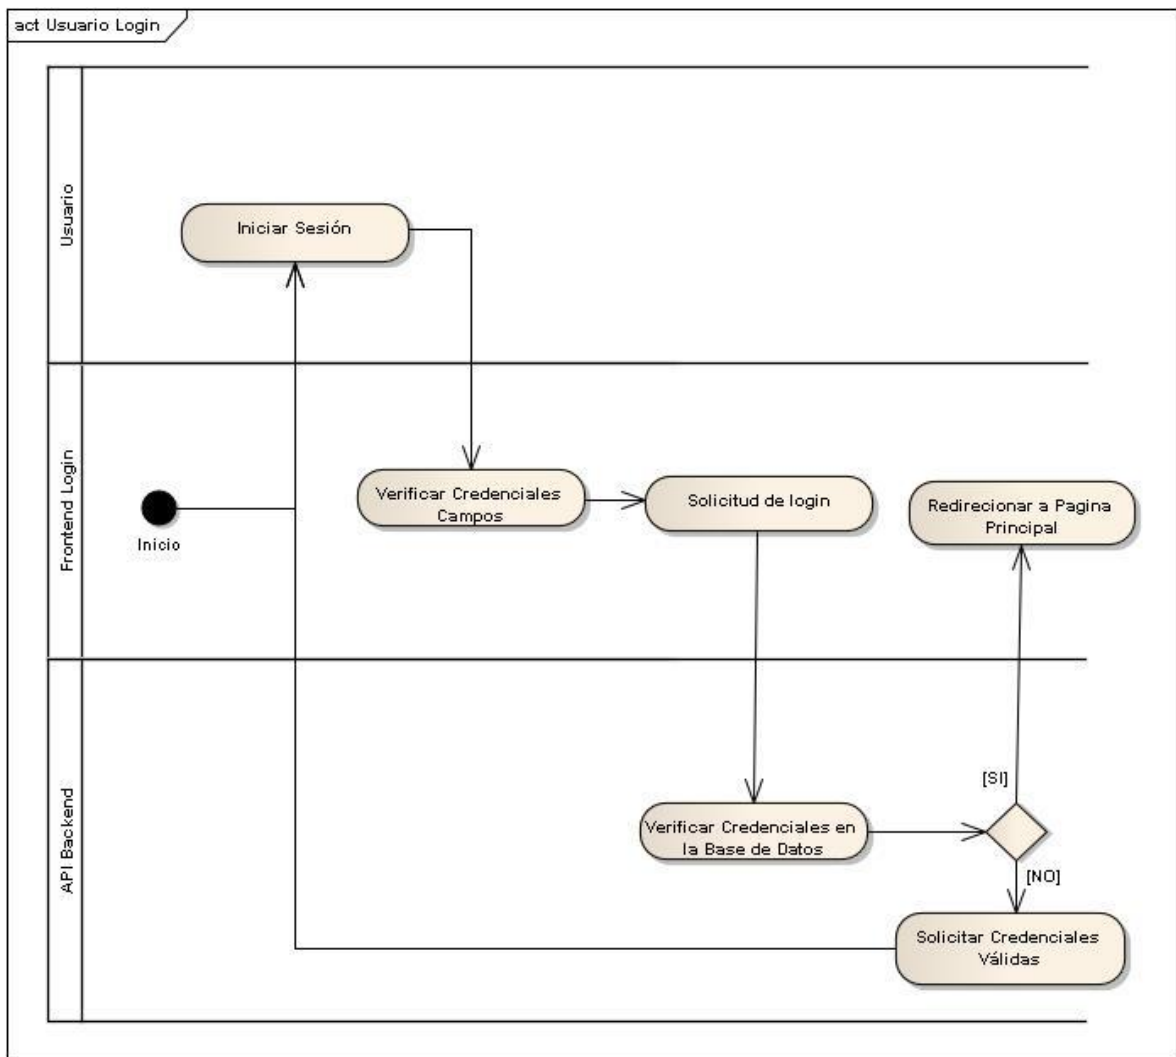 act Usuario Login
Usuario
Iniciar Sesión
Frontend Login
Inicio
Verificar Credenciales
Campos
Solicitud de login
Redirecionar a Pagina
Principal
API Backend
Verificar Credenciales en
la Base de Datos
[SI]
[NO]
Solicitar Credenciales
Válidas